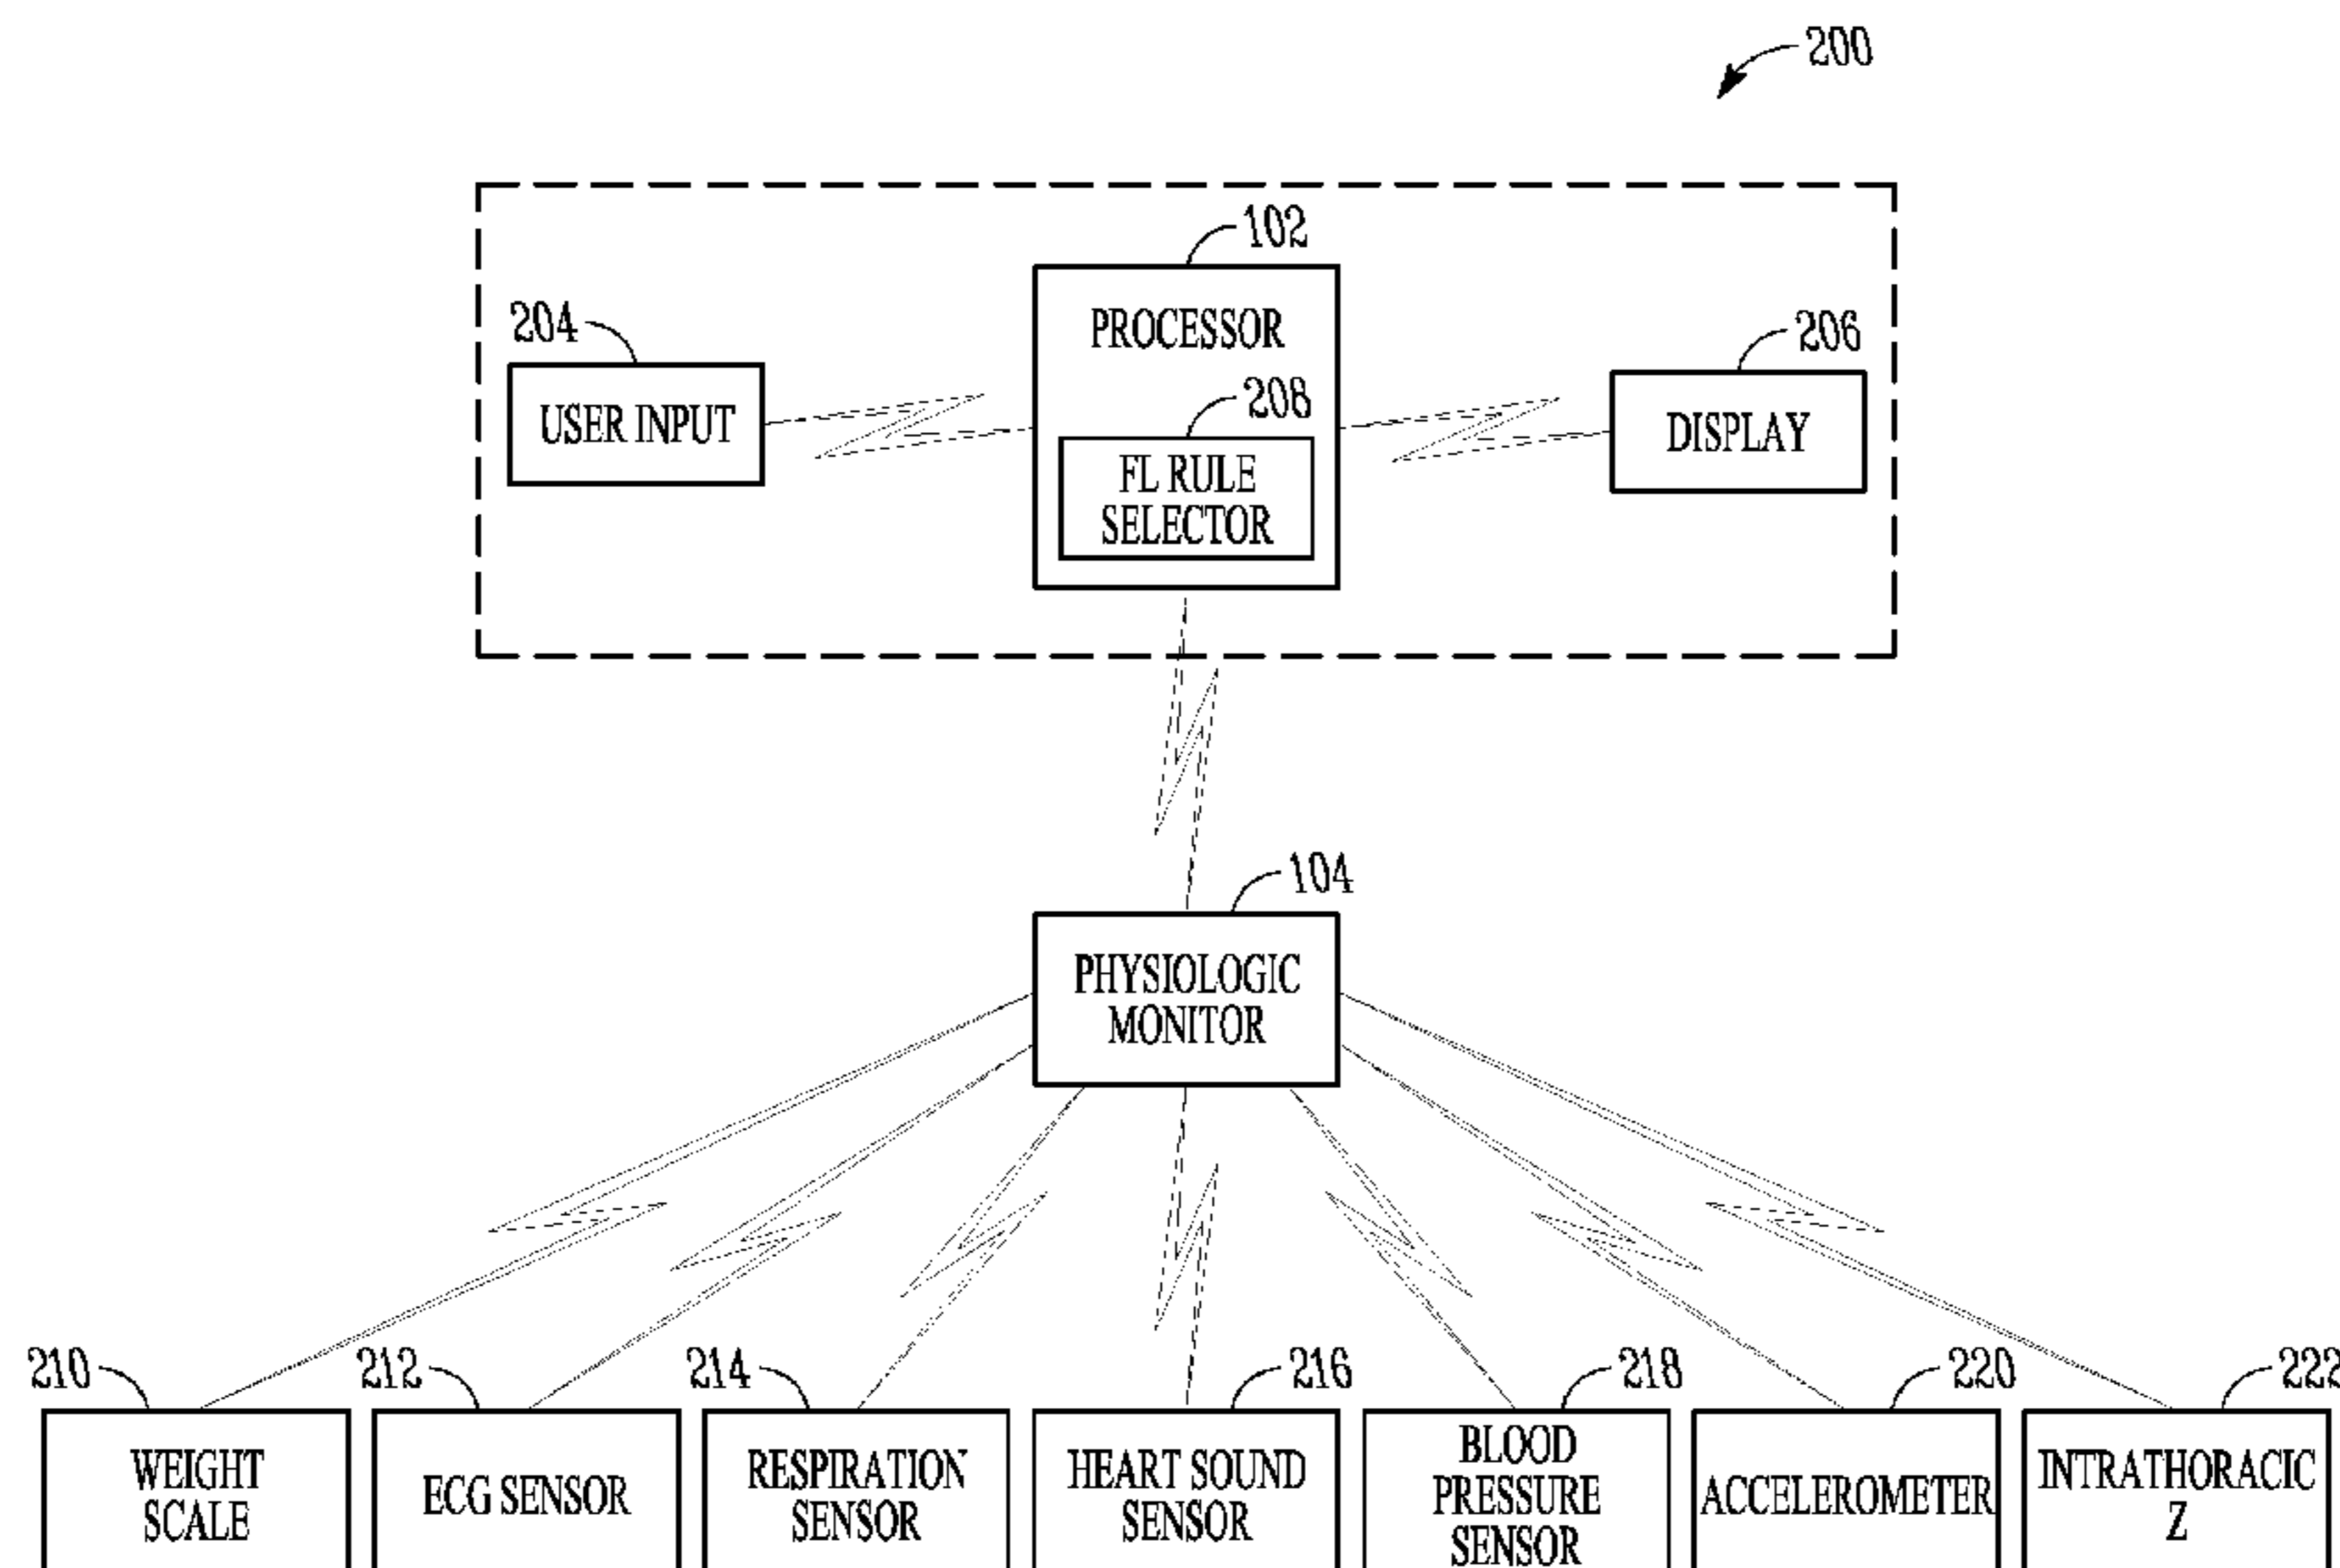 200
102
PROCESSOR
204
206
USER INPUT
208
DISPLAY
FL RULE
SELECTOR
104
PHYSIOLOGIC
MONITOR
210
212
214
216
218
220
222
WEIGHT
SCALE
ECG SENSOR
RESPIRATION
SENSOR
HEART SOUND
SENSOR
BLOOD
PRESSURE
SENSOR
ACCELEROMETER
INTRATHORACIC
Z